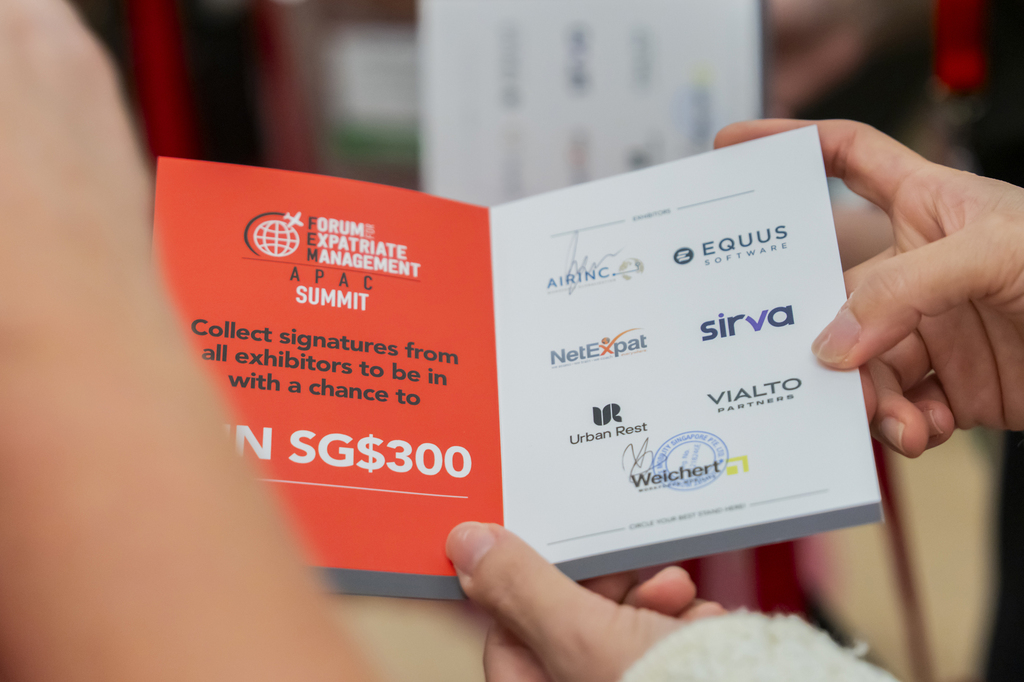 FORUM FOR
EXPATRIATE
MANAGEMENT
APAC
SUMMIT
Collect signatures from
all exhibitors to be in
with a chance to
N SG$300
EXHIBITORS
AIRINC
EQUUS
SOFTWARE
NetExpat
sirva
Urban Rest
VIALTO
PARTNERS
Weichert
CIRCLE YOUR BEST STAND HERE!